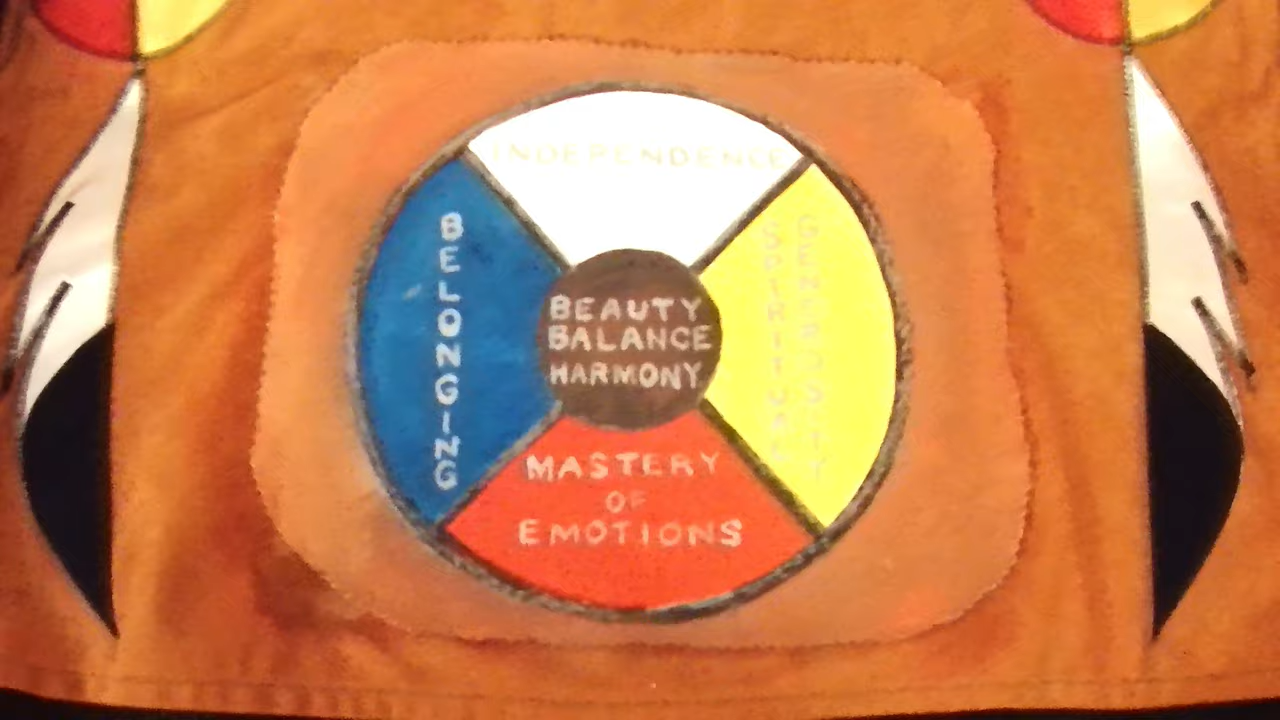 INDEPENDENCE
BELONGING
BEAUTY
BALANCE
HARMONY
SPIRITUAL
GENEROSITY
MASTERY
OF
EMOTIONS